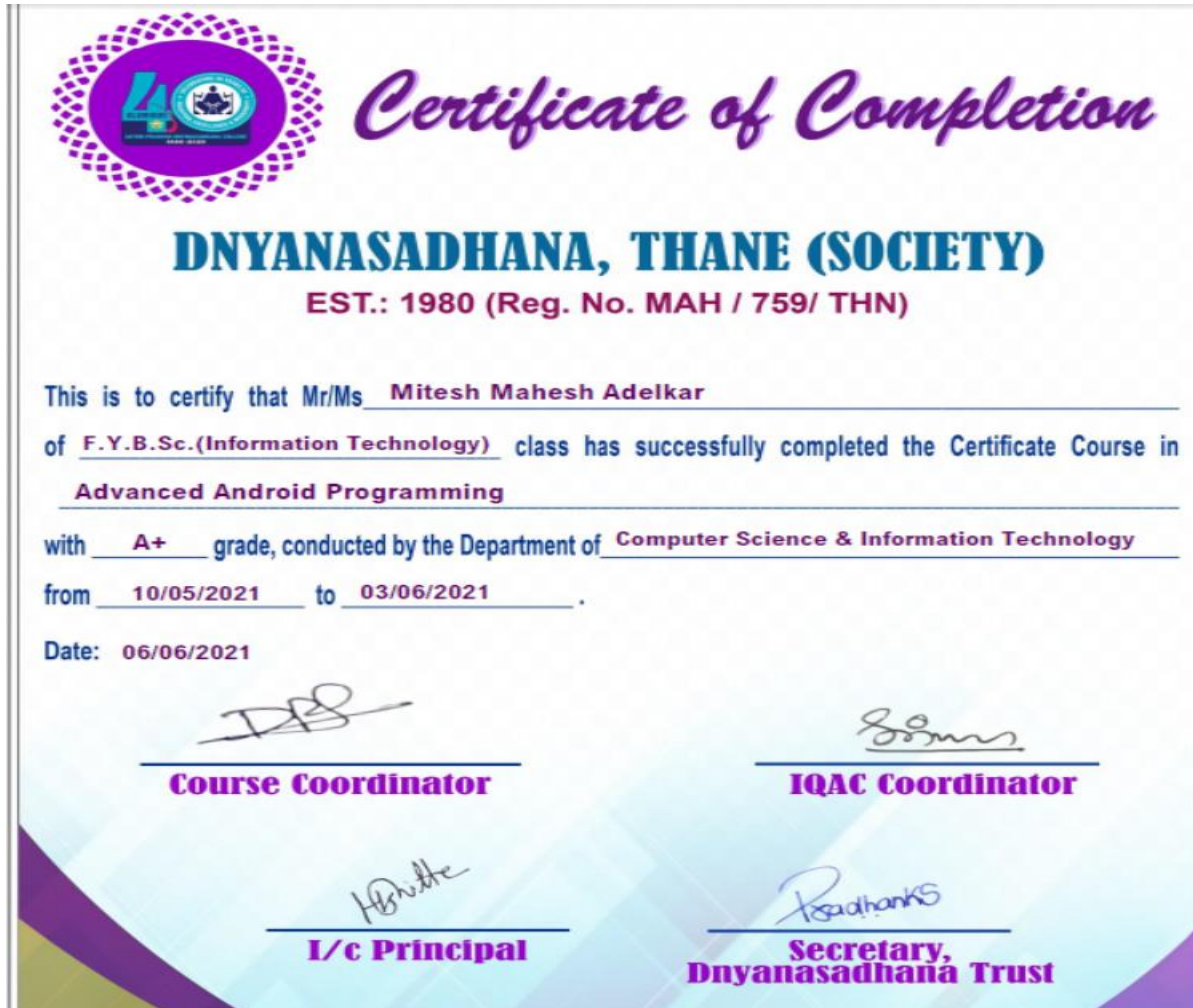 40
Certificate of Completion
DNYANASADHANA, THANE (SOCIETY)
EST.: 1980 (Reg. No. MAH / 759/ THN)
This is to certify that Mr/Ms Mitesh Mahesh Adelkar
of F.Y.B.Sc.(Information Technology) class has successfully completed the Certificate Course in
Advanced Android Programming
with A+ grade, conducted by the Department of Computer Science & Information Technology
from 10/05/2021 to 03/06/2021 .
Date: 06/06/2021
Course Coordinator
IQAC Coordinator
I/c Principal
Secretary,
Dnyanasadhana Trust